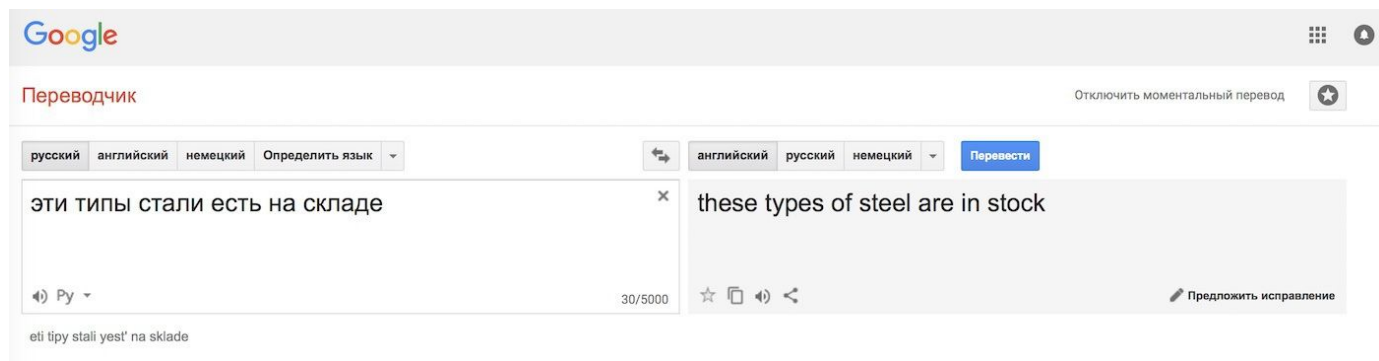 Google
Переводчик
Отключить моментальный перевод
русский английский немецкий Определить язык
английский русский немецкий Перевести
эти типы стали есть на складе
these types of steel are in stock
Ру
30/5000
Предложить исправление
eti tipy stali yest' na sklade